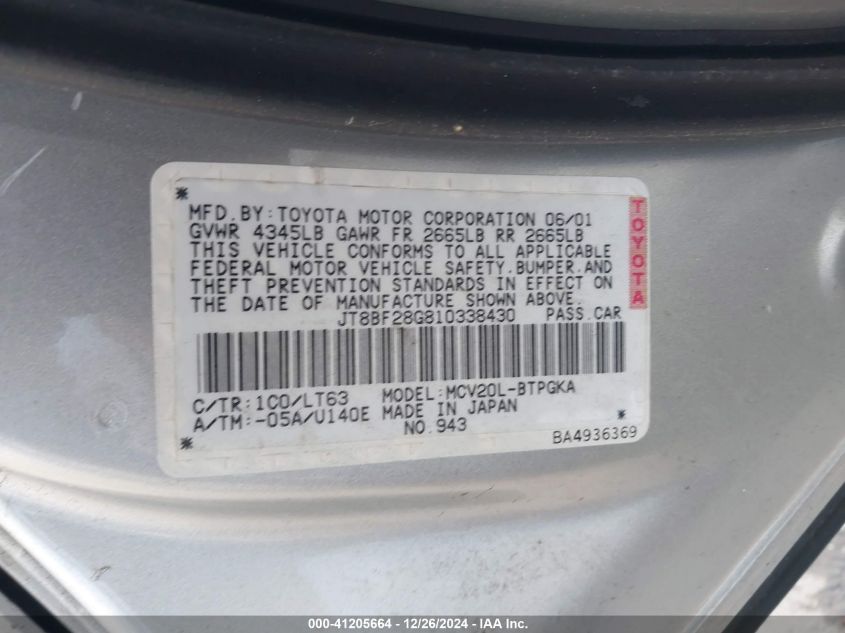 MFD.BY:TOYOTA MOTOR CORPORATION 06/01
GVWR 4345LB GAWR FR 2665LB RR 2665LB
THIS VEHICLE CONFORMS TO ALL APPLICABLE
FEDERAL MOTOR VEHICLE SAFETY.BUMPER.AND
THEFT PREVENTION STANDARDS IN EFFECT ON
THE DATE OF MANUFACTURE SHOWN ABOVE.
JT8BF28G810338430 PASS.CAR
C/TR:1C0/LT63 MODEL:MCV20L-BTPGKA
A/TM:-05A/U140E MADE IN JAPAN
NO.943
BA4936369
TOYOTA
000-41205664 - 12/26/2024 - IAA Inc.